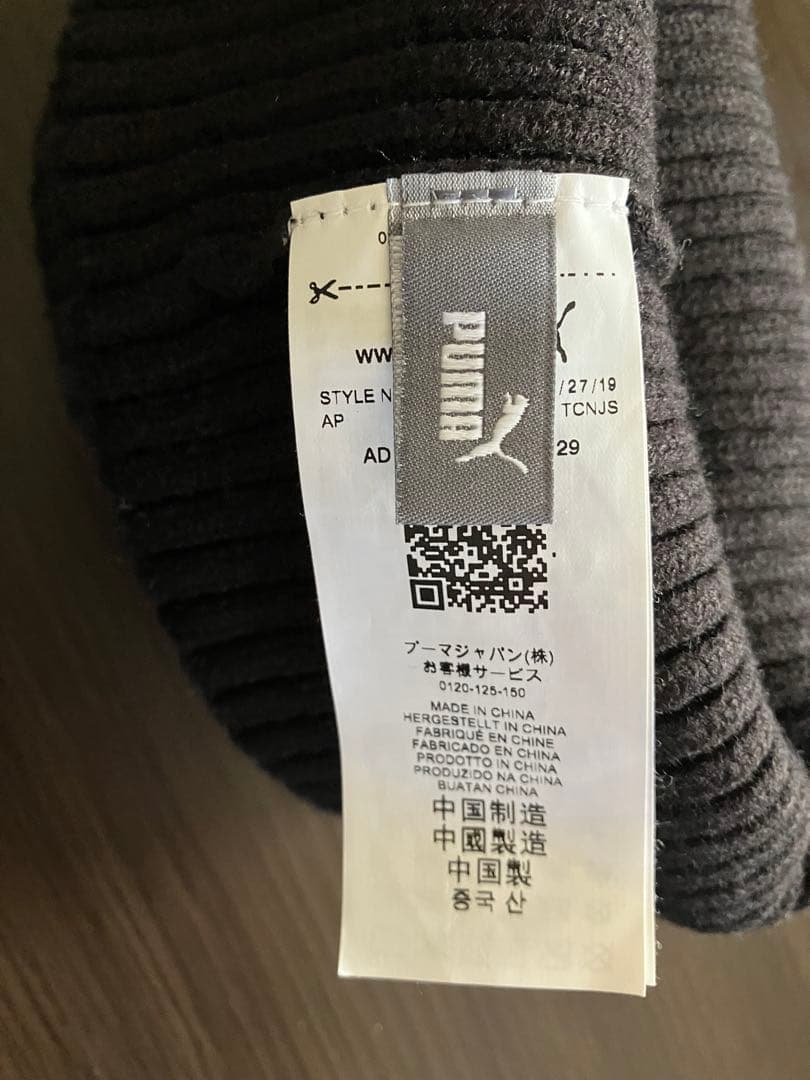 0
WW
PUMA
STYLE N
/27/19
AP
TCNJS
AD
29
プーマジャパン(株)
お客様サービス
0120-125-150
MADE IN CHINA
HERGESTELLT IN CHINA
FABRIQUÉ EN CHINE
FABRICADO EN CHINA
PRODOTTO IN CHINA
PRODUZIDO NA CHINA
BUATAN CHINA
中国制造
中國製造
中国製
중국 산